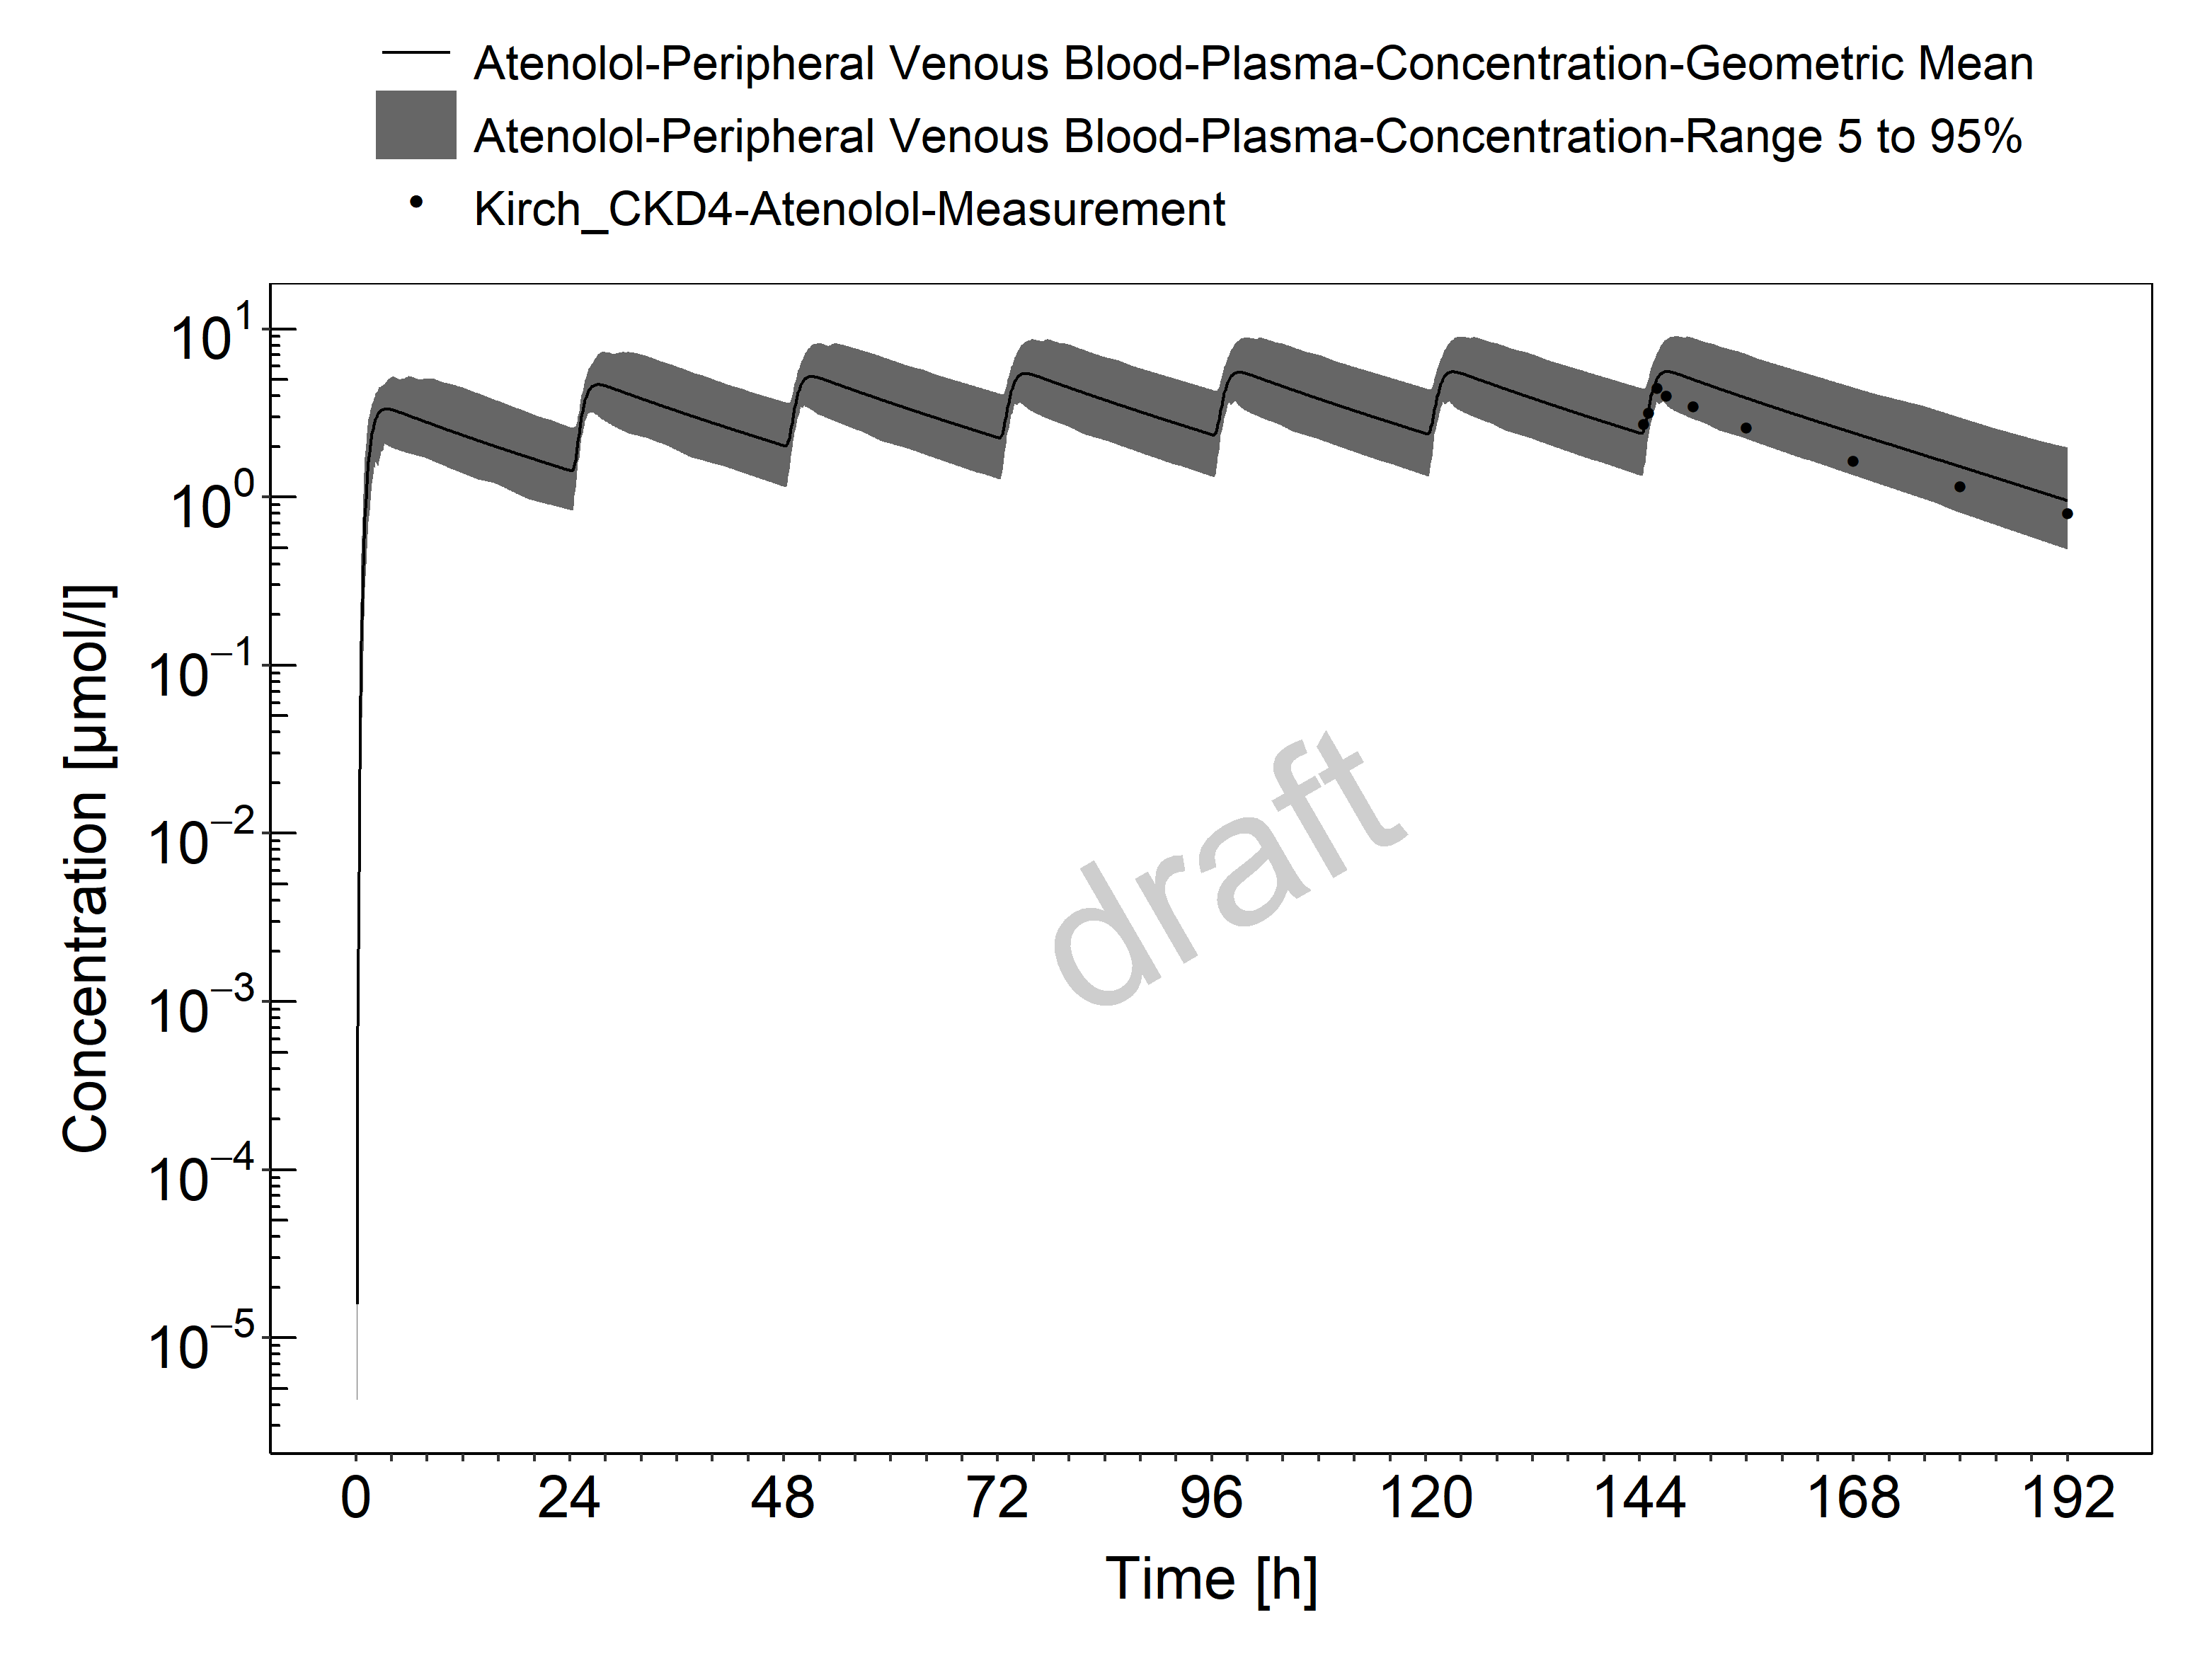 Atenolol-Peripheral Venous Blood-Plasma-Concentration-Geometric Mean
Atenolol-Peripheral Venous Blood-Plasma-Concentration-Range 5 to 95%
Kirch_CKD4-Atenolol-Measurement
10^1
10^0
10^−1
10^−2
10^−3
10^−4
10^−5
Concentration [µmol/l]
draft
0 24 48 72 96 120 144 168 192
Time [h]